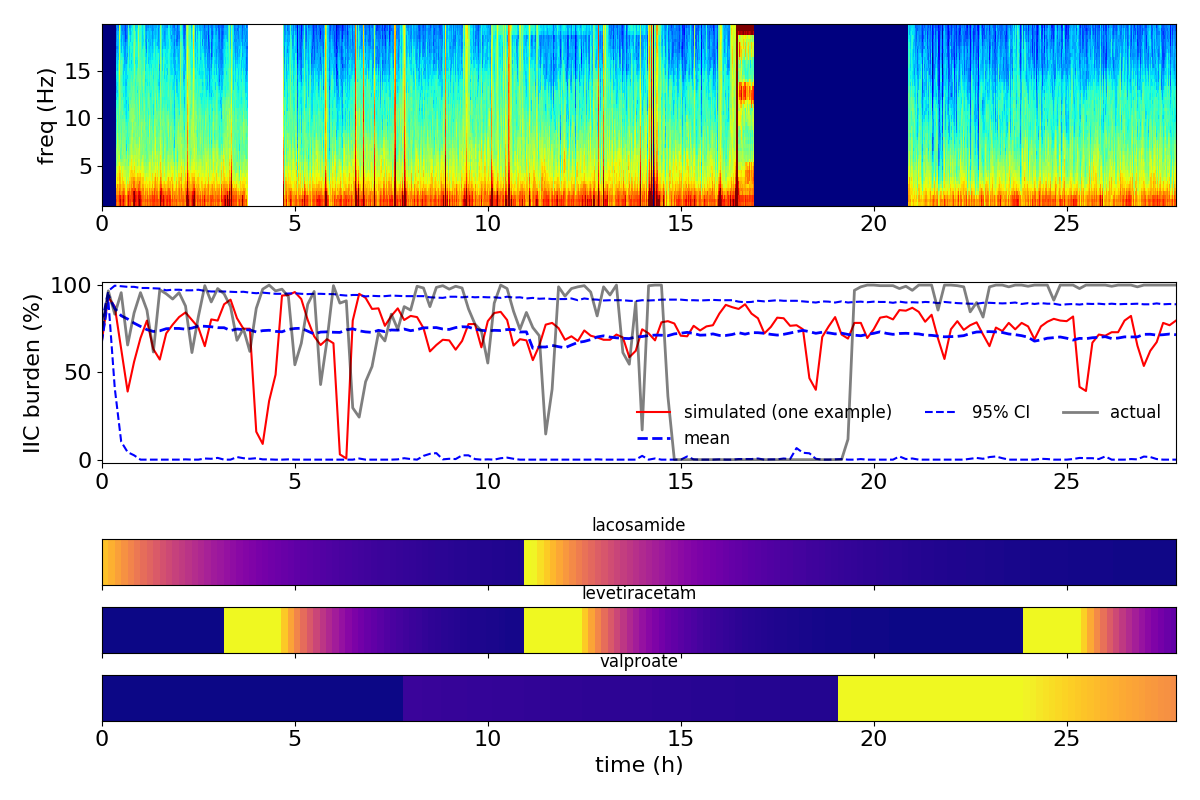 freq (Hz)
15
10
5
0 5 10 15 20 25
IIC burden (%)
100
50
0
simulated (one example) 95% CI actual
mean
0 5 10 15 20 25
lacosamide
levetiracetam
valproate
0 5 10 15 20 25
time (h)